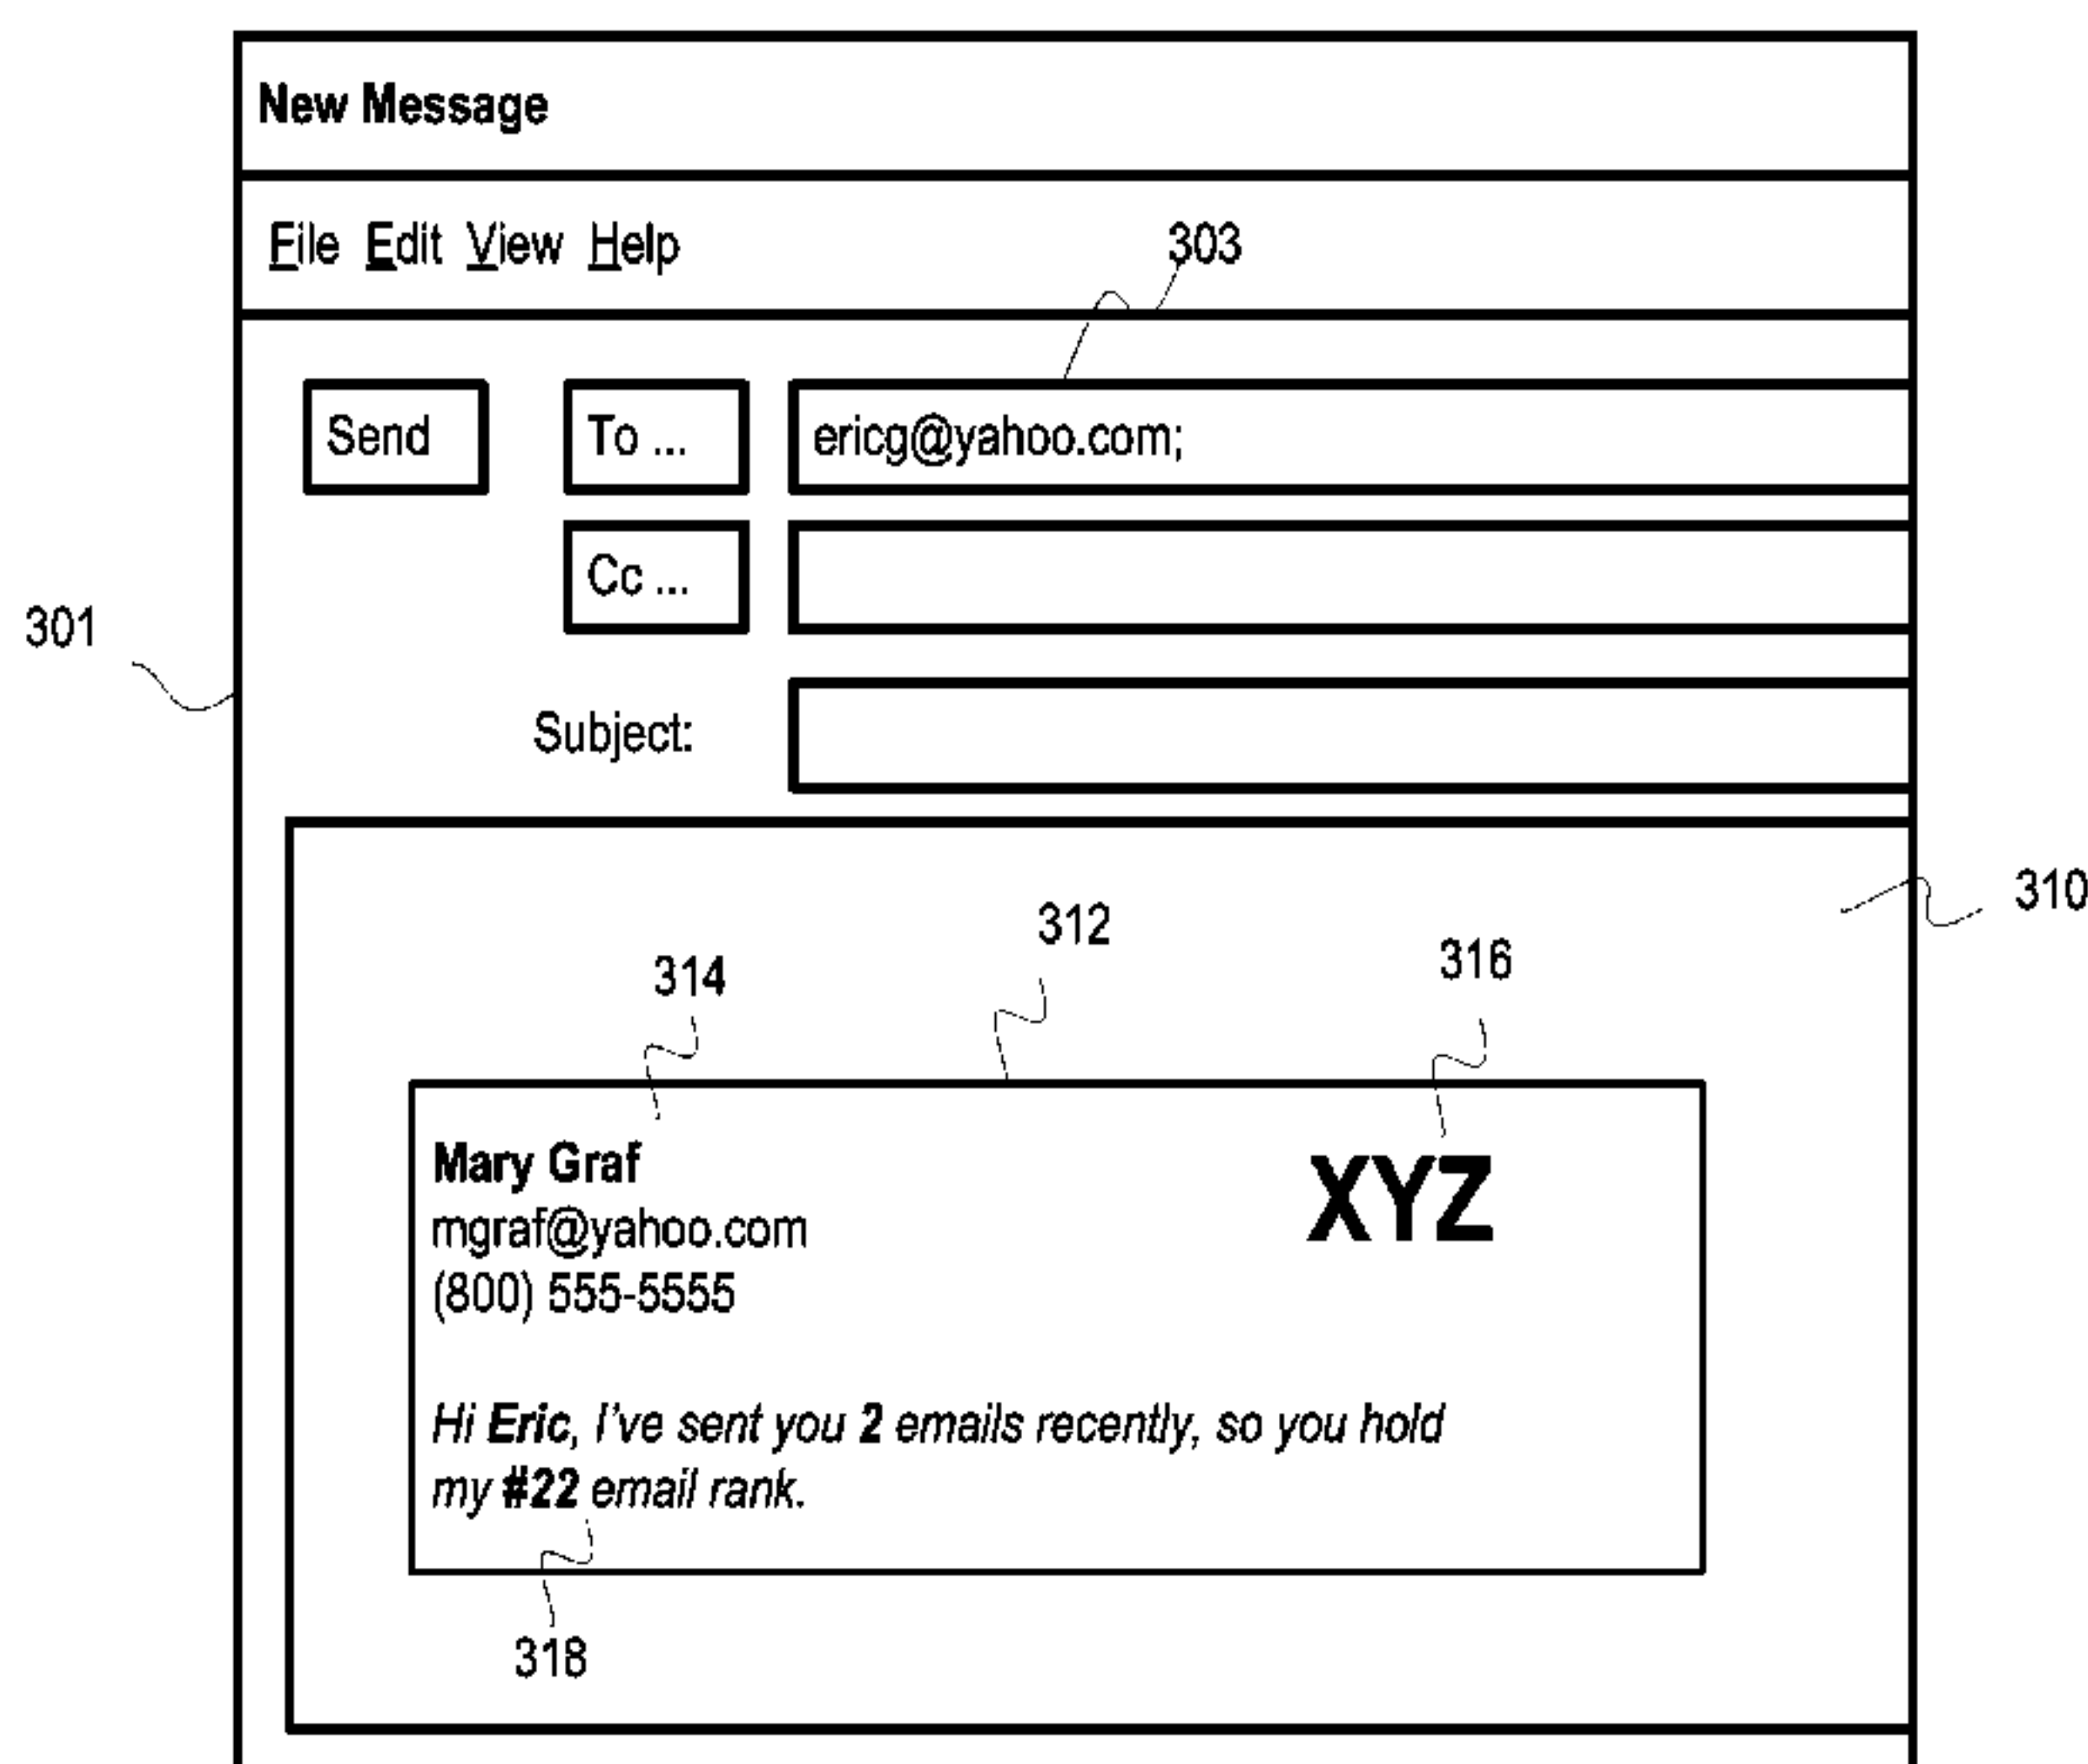 New Message
File Edit View Help
303
Send To ... ericg@yahoo.com;
Cc ...
301
Subject:
310
312
316
314
Mary Graf
XYZ
mgraf@yahoo.com
(800) 555-5555
Hi Eric, I've sent you 2 emails recently, so you hold
my #22 email rank.
318